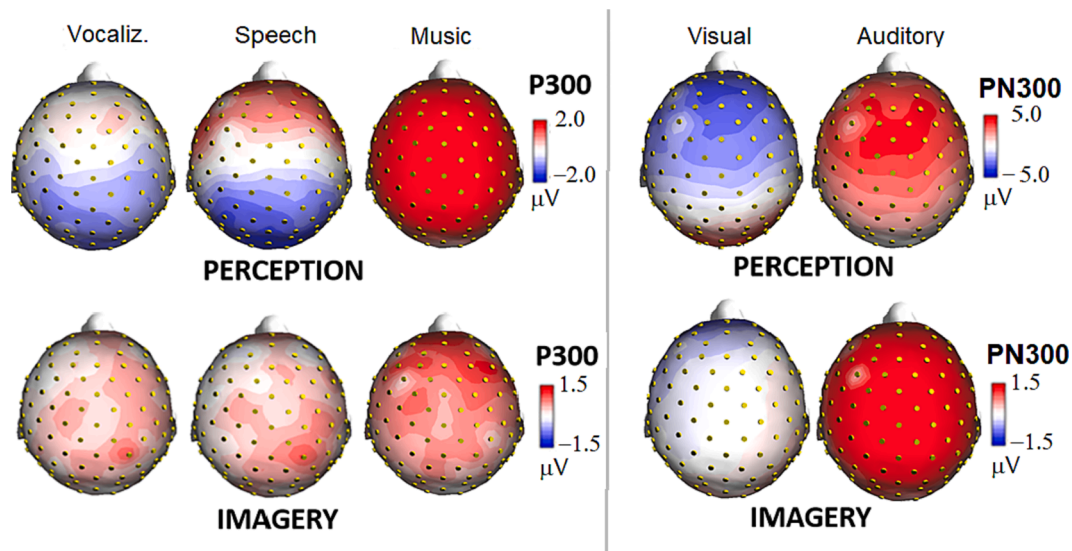 Vocaliz. Speech Music
P300
2.0
−2.0
μV
PERCEPTION
P300
1.5
−1.5
μV
IMAGERY
Visual Auditory
PN300
5.0
−5.0
μV
PERCEPTION
PN300
1.5
−1.5
μV
IMAGERY